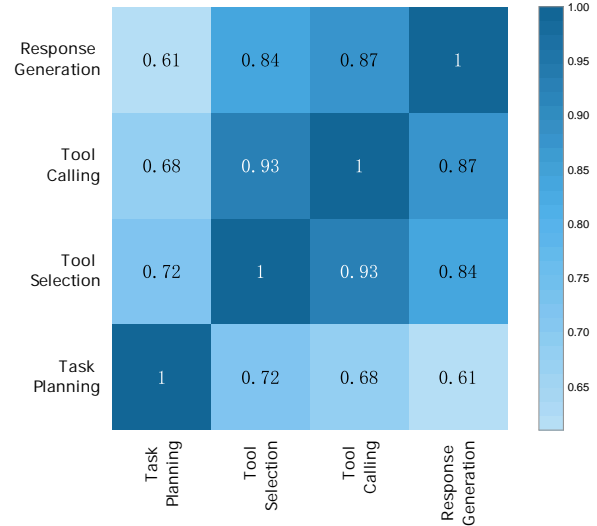 Response
Generation
0.61
0.84
0.87
1
Tool
Calling
0.68
0.93
1
0.87
Tool
Selection
0.72
1
0.93
0.84
Task
Planning
1
0.72
0.68
0.61
Task
Planning
Tool
Selection
Tool
Calling
Response
Generation
1.00
0.95
0.90
0.85
0.80
0.75
0.70
0.65